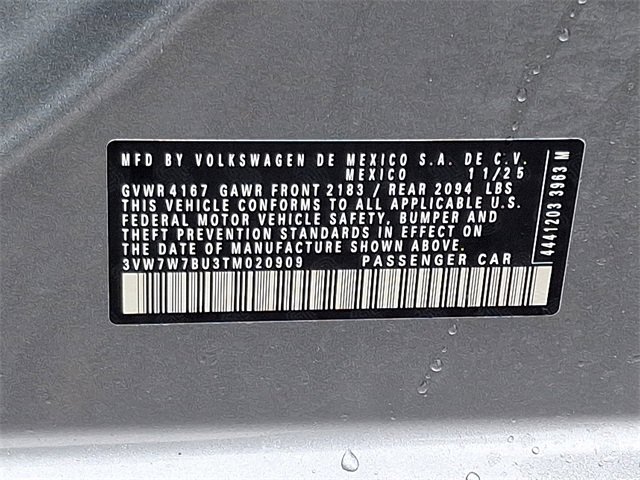 MFD BY VOLKSWAGEN DE MEXICO S.A. DE C.V.
MEXICO 11/25
GVWR 4167 GAWR FRONT 2183 / REAR 2094 LBS
THIS VEHICLE CONFORMS TO ALL APPLICABLE U.S.
FEDERAL MOTOR VEHICLE SAFETY, BUMPER AND
THEFT PREVENTION STANDARDS IN EFFECT ON
THE DATE OF MANUFACTURE SHOWN ABOVE.
3VW7W7BU3TM020909 PASSENGER CAR
4441203 3963 M